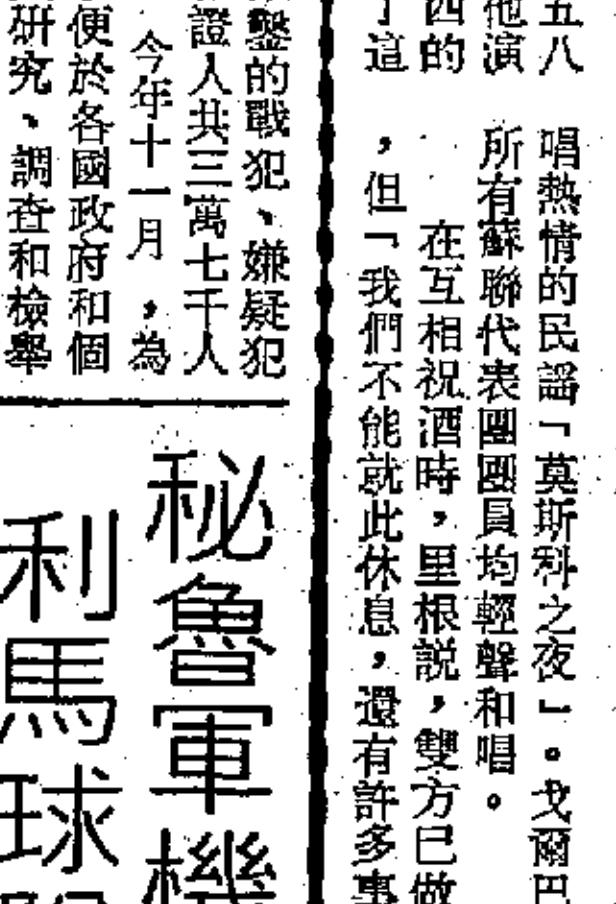 五八
唱熱情的民謠「莫斯科之夜」。戈爾巴
他演
所有蘇聯代表團團員均輕聲和唱。
四的
在互相祝酒時，里根説，雙方已做
了這
，但「我們不能就此休息，還有許多事
鑒的戰犯、嫌疑犯
證人共三萬七千人
今年十一月，為
便於各國政府和個
研究、調查和檢舉
秘魯軍機
利馬球